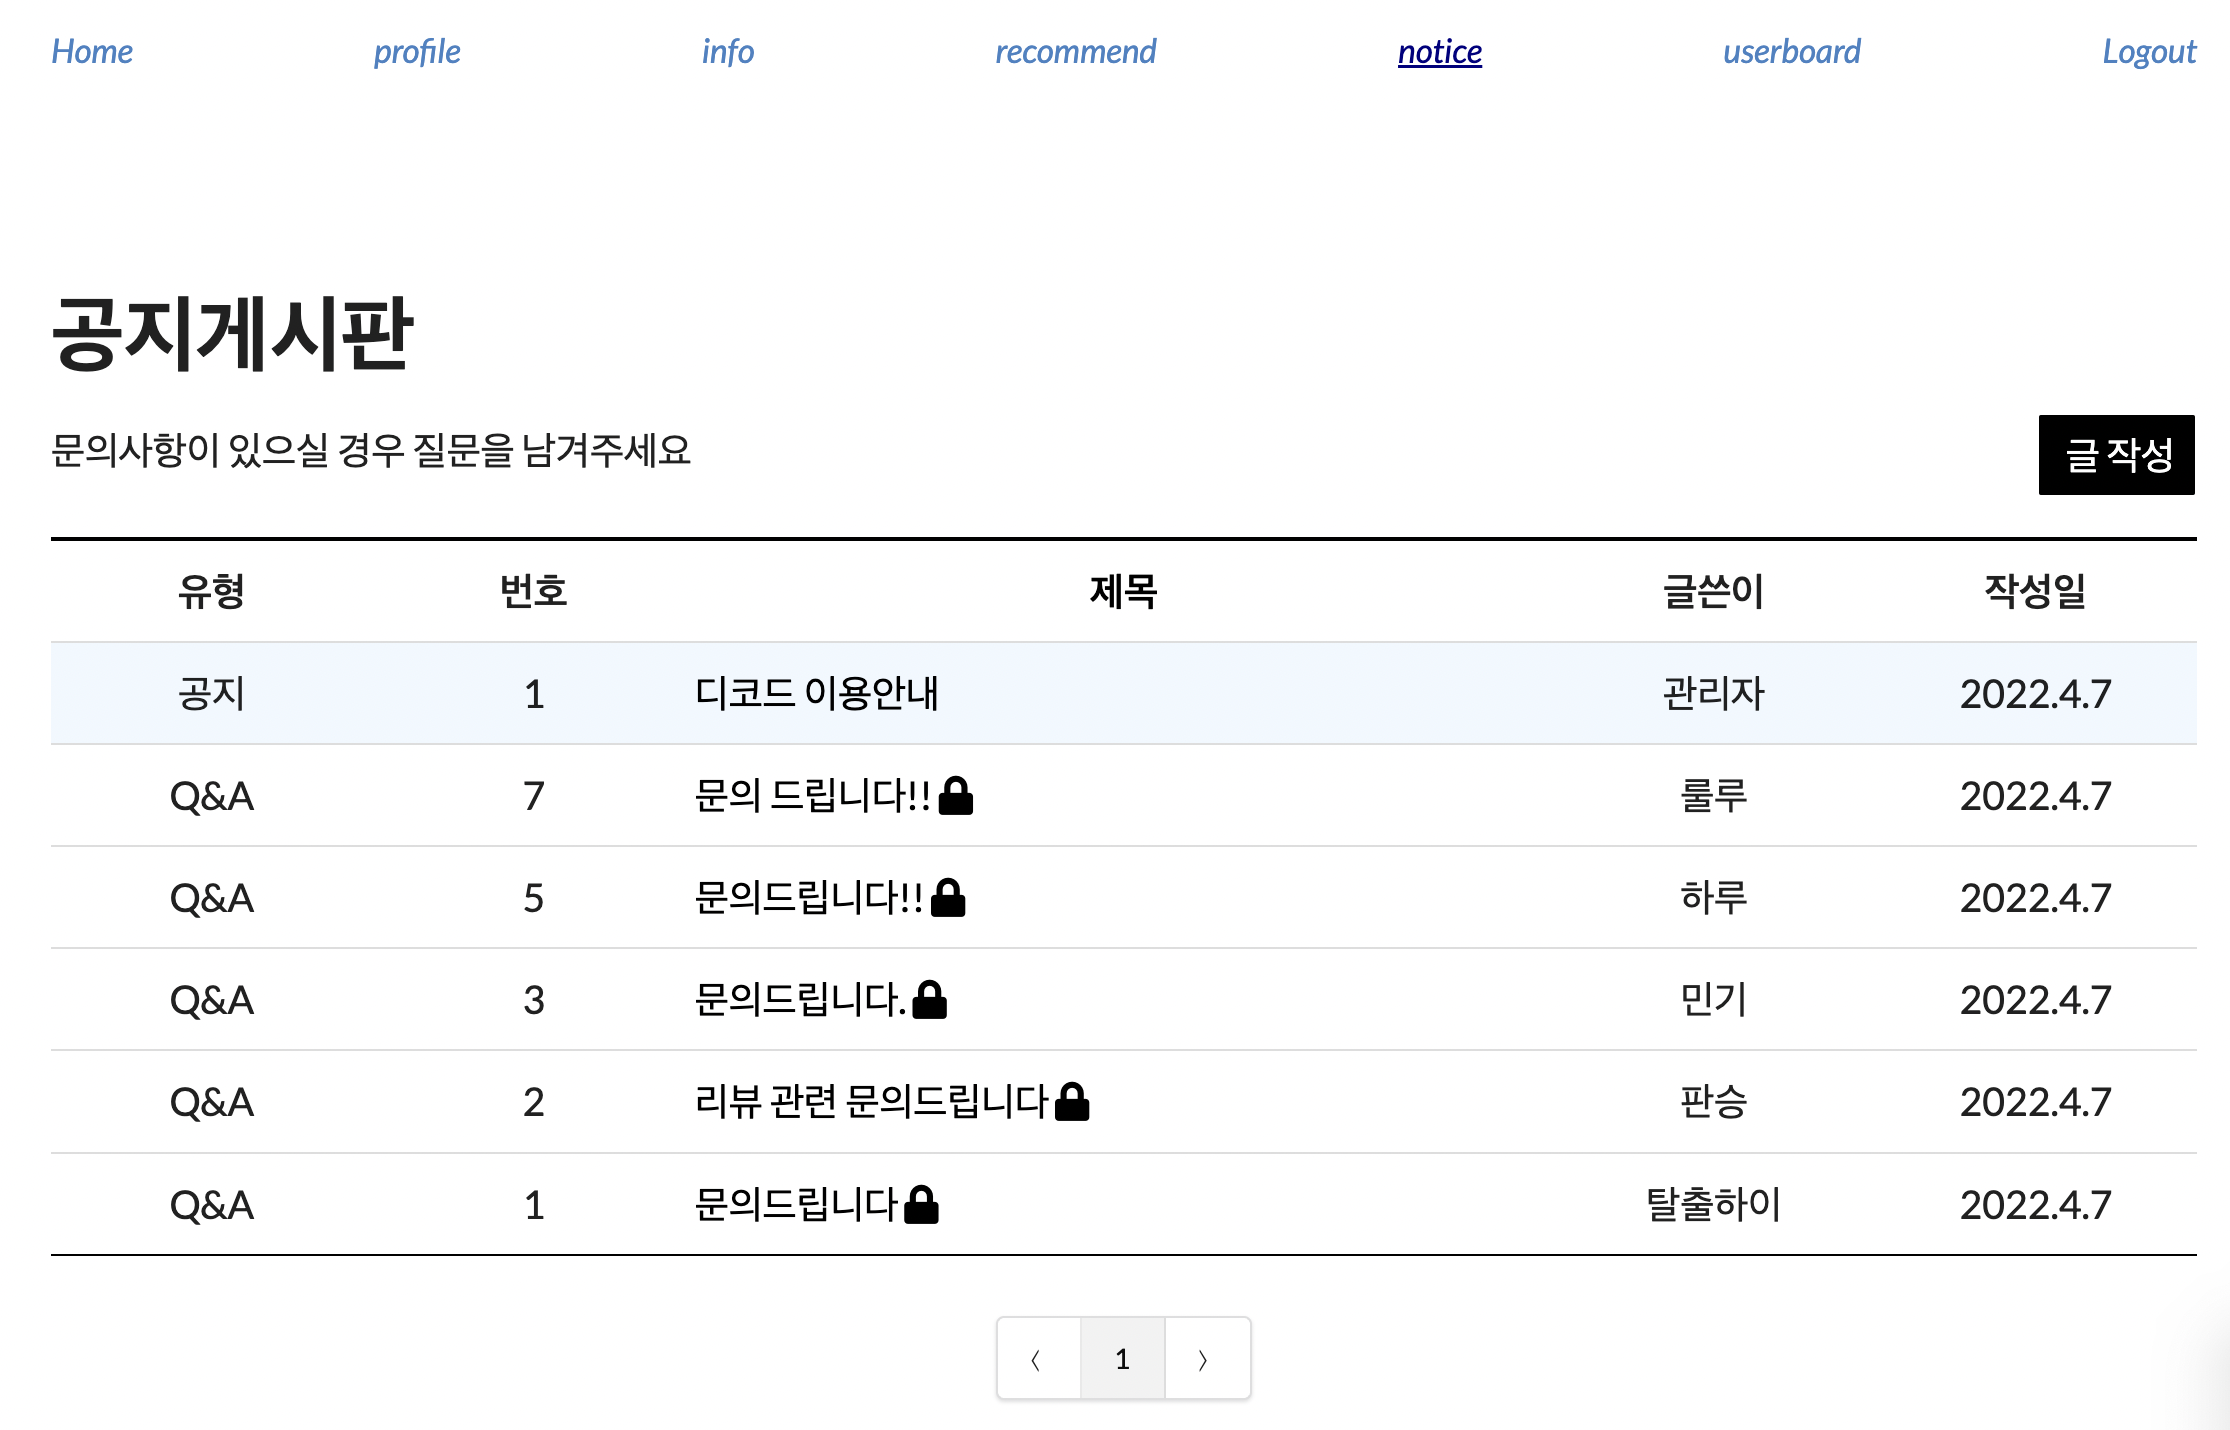 Home profile info recommend notice userboard Logout
공지게시판
문의사항이 있으실 경우 질문을 남겨주세요
글 작성
유형 번호 제목 글쓴이 작성일
공지 1 디코드 이용안내 관리자 2022.4.7
Q&A 7 문의 드립니다!! 룰루 2022.4.7
Q&A 5 문의드립니다!! 하루 2022.4.7
Q&A 3 문의드립니다. 민기 2022.4.7
Q&A 2 리뷰 관련 문의드립니다 판승 2022.4.7
Q&A 1 문의드립니다 탈출하이 2022.4.7
〈 1 〉